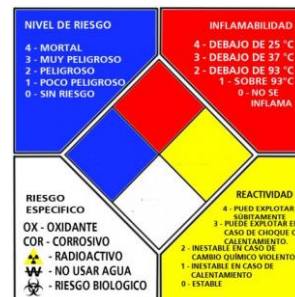 NIVEL DE RIESGO
4 - MORTAL
3 - MUY PELIGROSO
2 - PELIGROSO
1 - POCO PELIGROSO
0 - SIN RIESGO
INFLAMABILIDAD
4 - DEBAJO DE 25 °C
3 - DEBAJO DE 37 °C
2 - DEBAJO DE 93 °C
1 - SOBRE 93°C
0 - NO SE
INFLAMA
RIESGO
ESPECIFICO
OX - OXIDANTE
COR - CORROSIVO
- RADIOACTIVO
W - NO USAR AGUA
- RIESGO BIOLOGICO
REACTIVIDAD
4 - PUED EXPLOTAR
SÚBITAMENTE
3 - PUEDE EXPLOTAR EN
CASO DE CHOQUE O
CALENTAMIENTO.
2 - INESTABLE EN CASO DE
CAMBIO QUÍMICO VIOLENTO
1 - INESTABLE EN CASO DE
CALENTAMIENTO
0 - ESTABLE